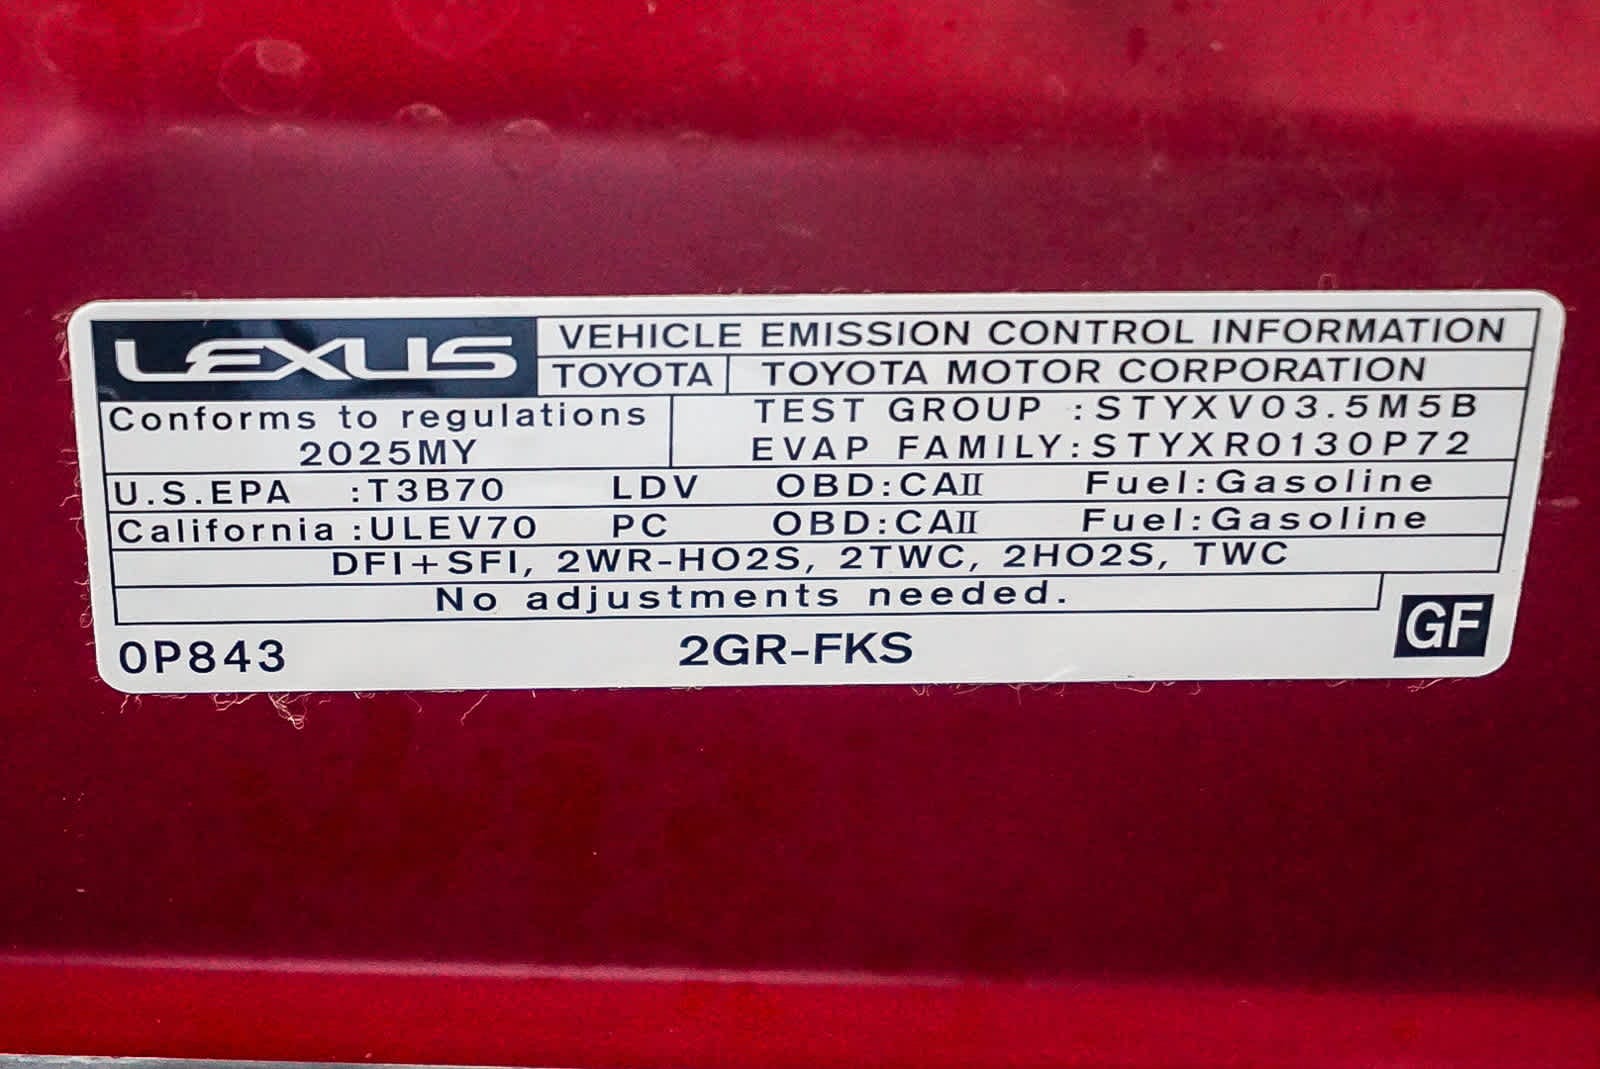 LEXUS
VEHICLE EMISSION CONTROL INFORMATION
TOYOTA TOYOTA MOTOR CORPORATION
Conforms to regulations
2025MY
TEST GROUP :STYXV03.5M5B
EVAP FAMILY:STYXR0130P72
U.S.EPA :T3B70 LDV OBD:CAII Fuel:Gasoline
California :ULEV70 PC OBD:CAII Fuel:Gasoline
DFI+SFI, 2WR-HO2S, 2TWC, 2HO2S, TWC
No adjustments needed.
0P843 2GR-FKS GF